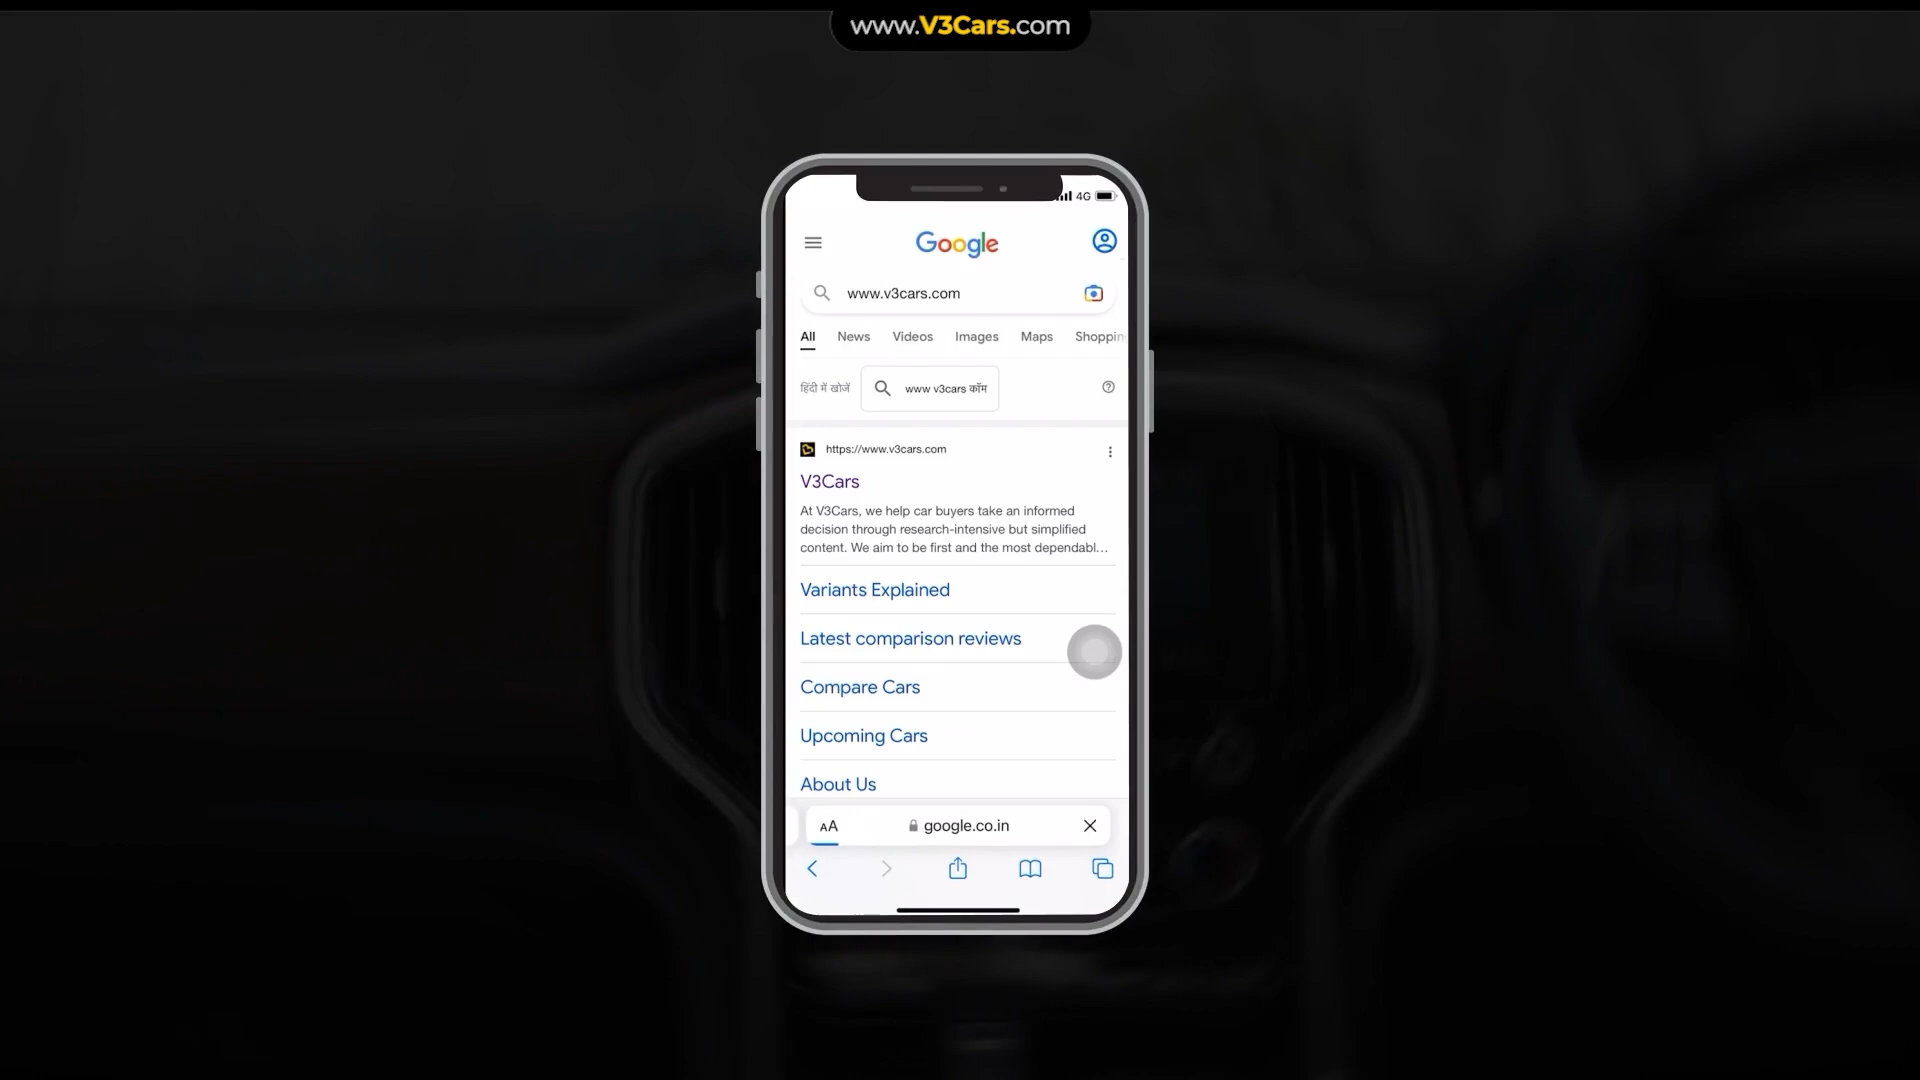 www.V3Cars.com
4G
Google
www.v3cars.com
All News Videos Images Maps Shoppin
हिंदी में खोजें www v3cars कॉम
https://www.v3cars.com
V3Cars
At V3Cars, we help car buyers take an informed
decision through research-intensive but simplified
content. We aim to be first and the most dependabl...
Variants Explained
Latest comparison reviews
Compare Cars
Upcoming Cars
About Us
AA google.co.in